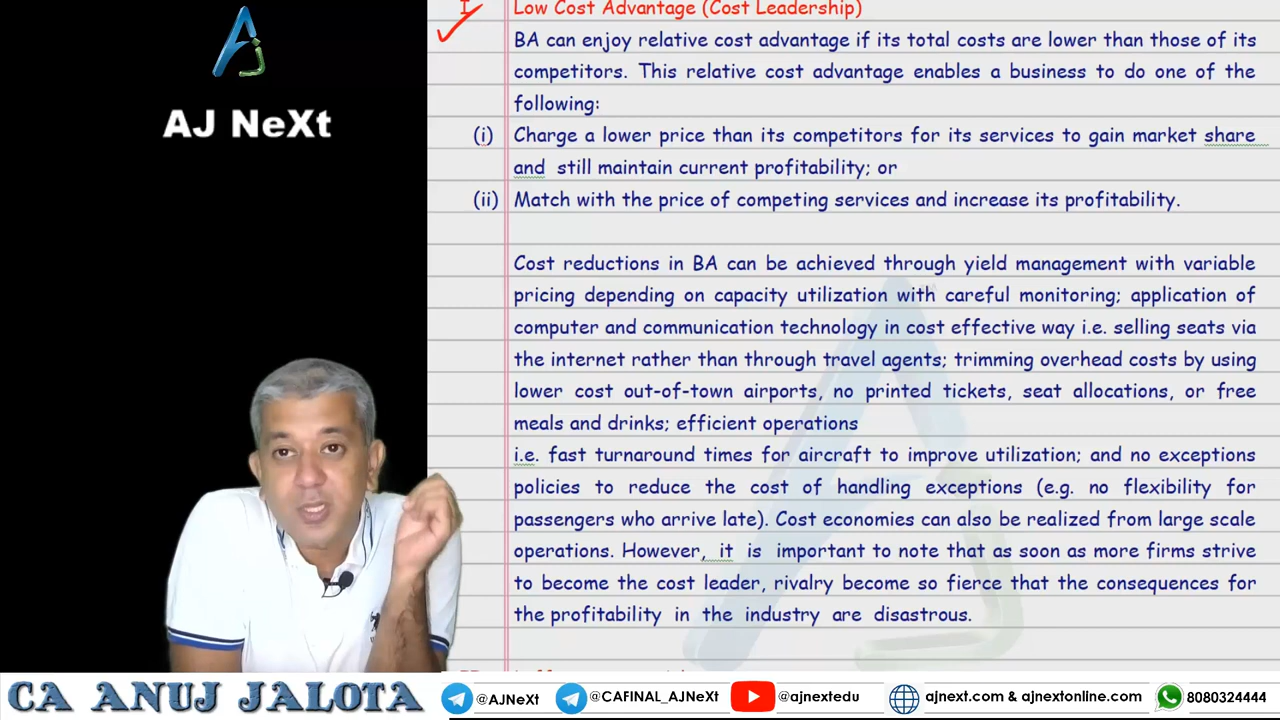 AJ NeXt
I Low Cost Advantage (Cost Leadership)
BA can enjoy relative cost advantage if its total costs are lower than those of its
competitors. This relative cost advantage enables a business to do one of the
following:
(i) Charge a lower price than its competitors for its services to gain market share
and still maintain current profitability; or
(ii) Match with the price of competing services and increase its profitability.
Cost reductions in BA can be achieved through yield management with variable
pricing depending on capacity utilization with careful monitoring; application of
computer and communication technology in cost effective way i.e. selling seats via
the internet rather than through travel agents; trimming overhead costs by using
lower cost out-of-town airports, no printed tickets, seat allocations, or free
meals and drinks; efficient operations
i.e. fast turnaround times for aircraft to improve utilization; and no exceptions
policies to reduce the cost of handling exceptions (e.g. no flexibility for
passengers who arrive late). Cost economies can also be realized from large scale
operations. However, it is important to note that as soon as more firms strive
to become the cost leader, rivalry become so fierce that the consequences for
the profitability in the industry are disastrous.
CA ANUJ JALOTA @AJNeXt @CAFINAL_AJNeXt @ajnextedu ajnext.com & ajnextonline.com 8080324444